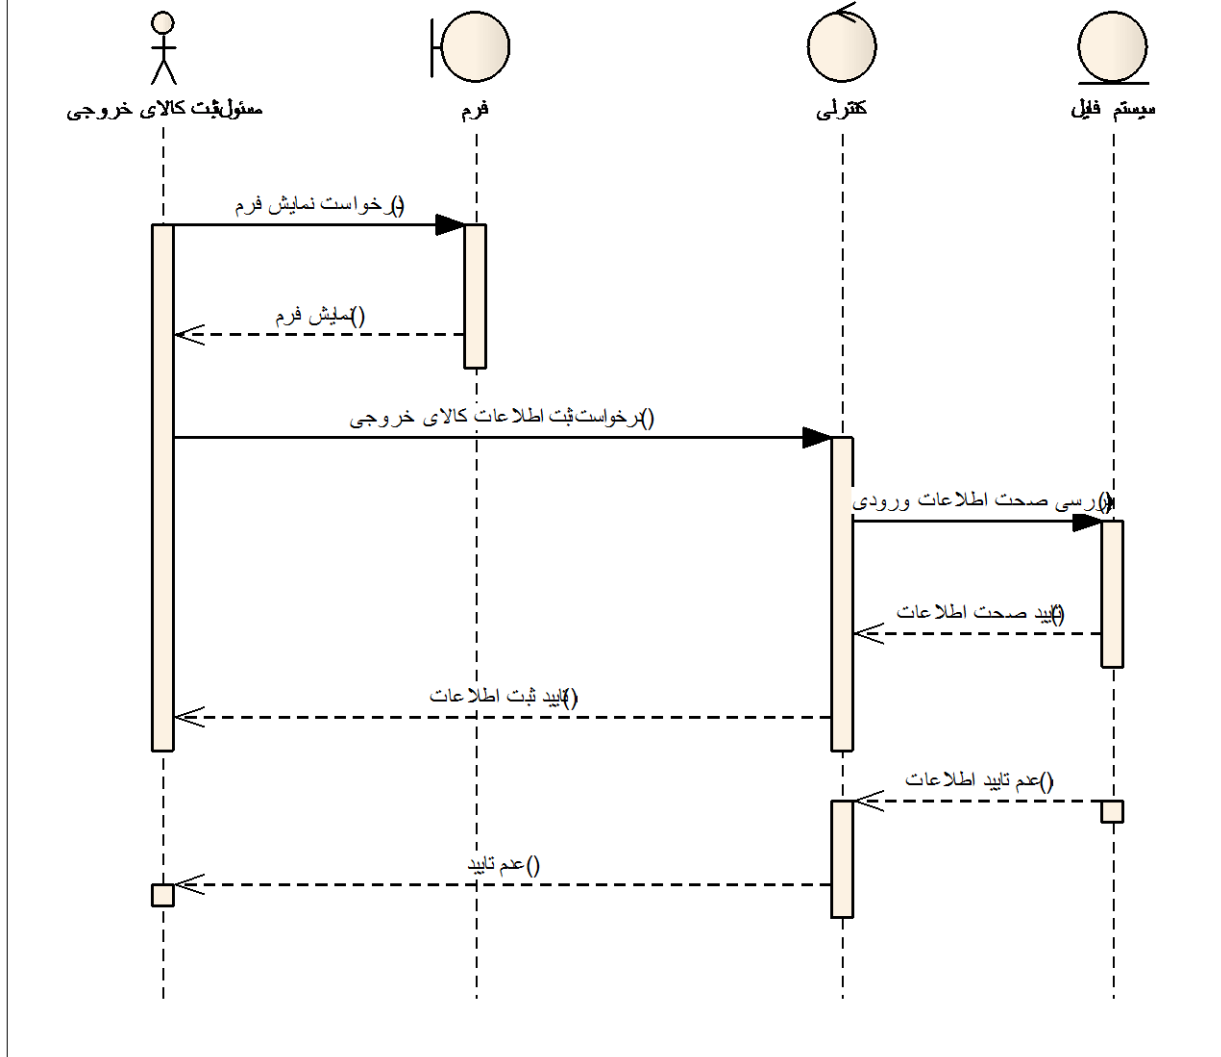 مسئول ثبت کالای خروجی
فرم
کنترلی
سیستم فایل
درخواست نمایش فرم()
نمایش فرم()
درخواست ثبت اطلاعات کالای خروجی()
بررسی صحت اطلاعات ورودی()
تایید صحت اطلاعات()
تایید ثبت اطلاعات()
عدم تایید اطلاعات()
عدم تایید()